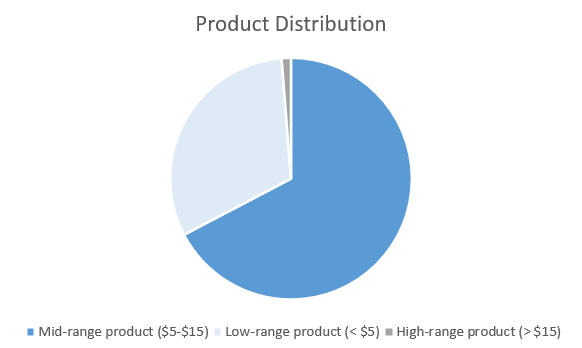 Product Distribution
Mid-range product ($5-$15) Low-range product (< $5) High-range product (> $15)